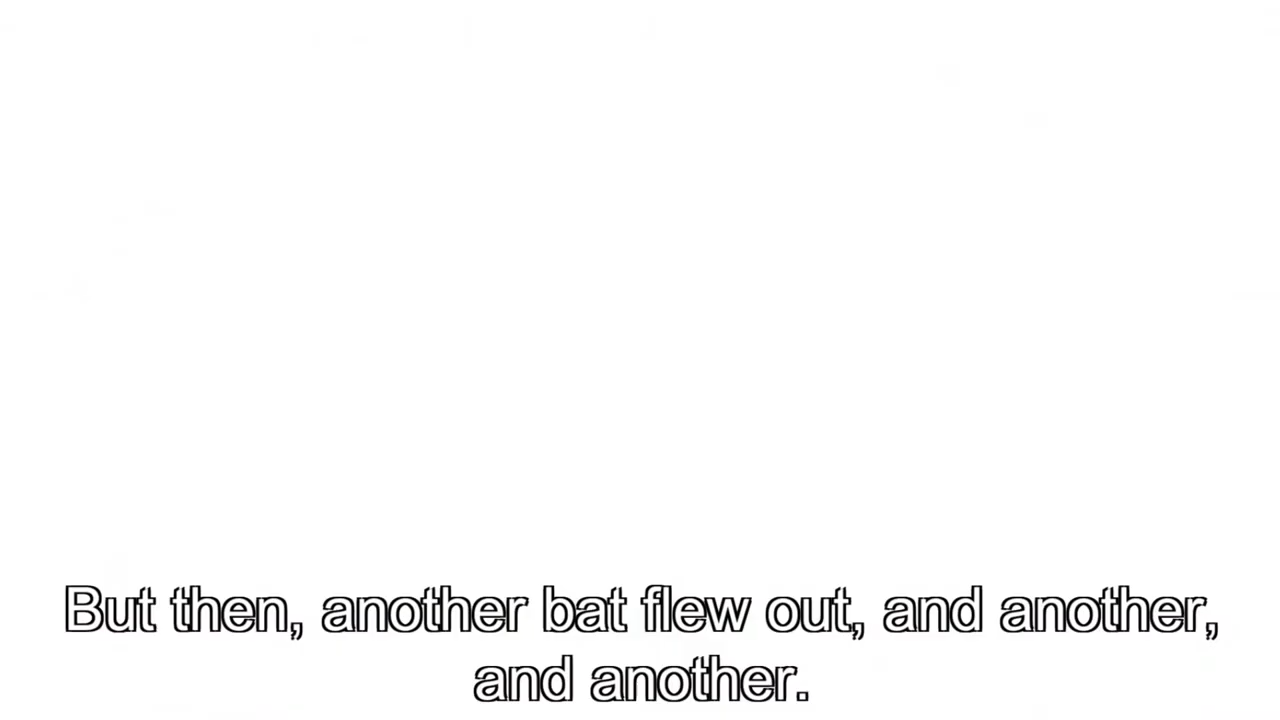 But then, another bat flew out, and another,
and another.